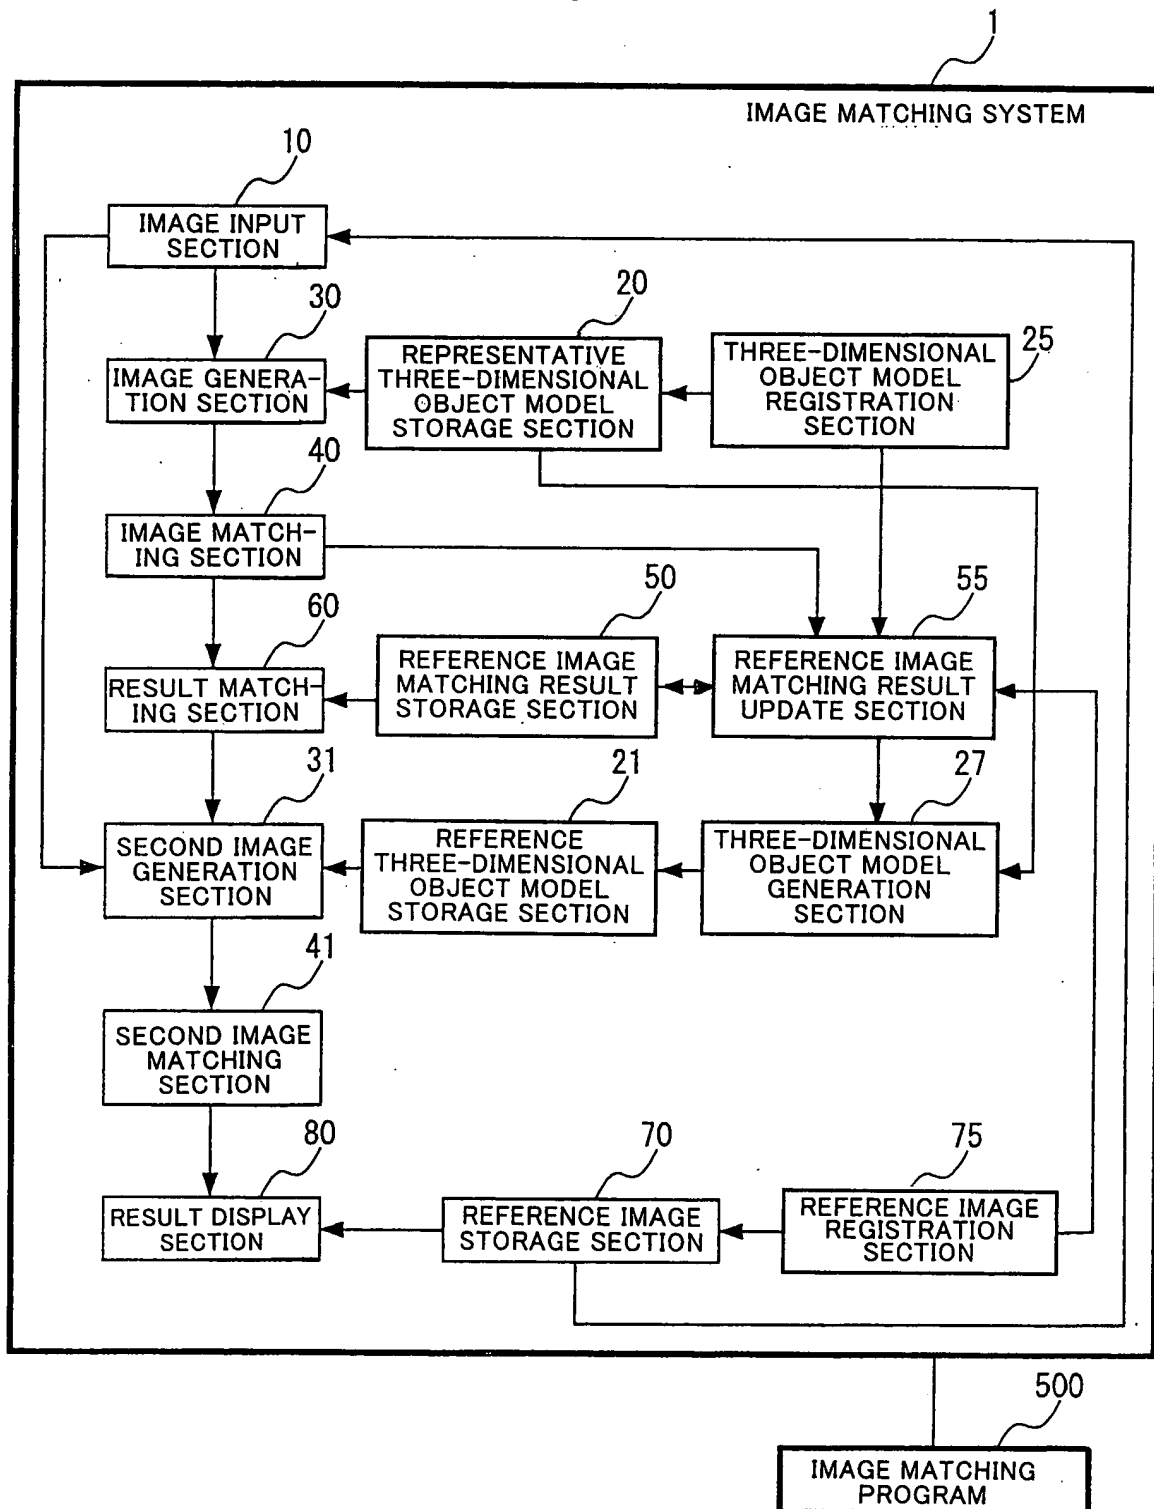 1
IMAGE MATCHING SYSTEM
10
IMAGE INPUT
SECTION
30
IMAGE GENERA-
TION SECTION
20
REPRESENTATIVE
THREE-DIMENSIONAL
OBJECT MODEL
STORAGE SECTION
25
THREE-DIMENSIONAL
OBJECT MODEL
REGISTRATION
SECTION
40
IMAGE MATCH-
ING SECTION
60
RESULT MATCH-
ING SECTION
50
REFERENCE IMAGE
MATCHING RESULT
STORAGE SECTION
55
REFERENCE IMAGE
MATCHING RESULT
UPDATE SECTION
31
SECOND IMAGE
GENERATION
SECTION
21
REFERENCE
THREE-DIMENSIONAL
OBJECT MODEL
STORAGE SECTION
27
THREE-DIMENSIONAL
OBJECT MODEL
GENERATION
SECTION
41
SECOND IMAGE
MATCHING
SECTION
80
RESULT DISPLAY
SECTION
70
REFERENCE IMAGE
STORAGE SECTION
75
REFERENCE IMAGE
REGISTRATION
SECTION
500
IMAGE MATCHING
PROGRAM